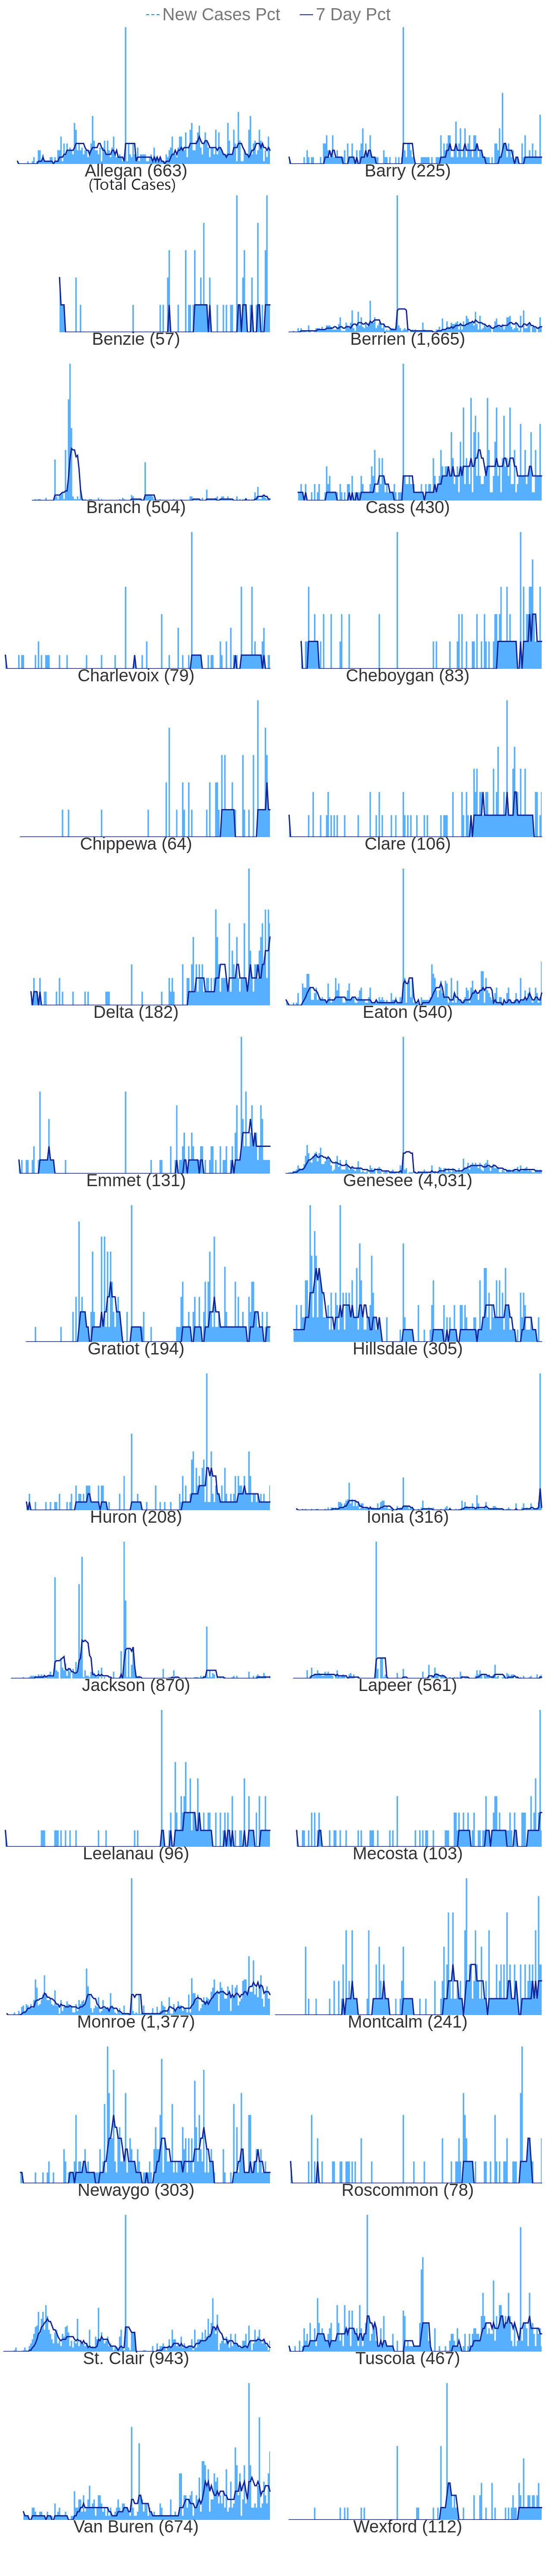 New Cases Pct 7 Day Pct
Allegan (663) Barry (225)
(Total Cases)
Benzie (57) Berrien (1,665)
Branch (504) Cass (430)
Charlevoix (79) Cheboygan (83)
Chippewa (64) Clare (106)
Delta (182) Eaton (540)
Emmet (131) Genesee (4,031)
Gratiot (194) Hillsdale (305)
Huron (208) Ionia (316)
Jackson (870) Lapeer (561)
Leelanau (96) Mecosta (103)
Monroe (1,377) Montcalm (241)
Newaygo (303) Roscommon (78)
St. Clair (943) Tuscola (467)
Van Buren (674) Wexford (112)